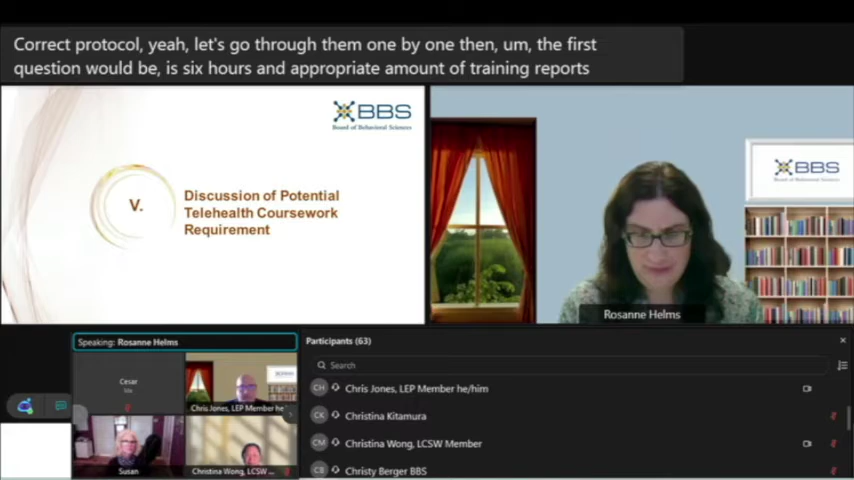 Correct protocol, yeah, let's go through them one by one then, um, the first
question would be, is six hours and appropriate amount of training reports
BBS
Board of Behavioral Sciences
V.
Discussion of Potential
Telehealth Coursework
Requirement
BBS
Board of Behavioral Sciences
Rosanne Helms
Speaking: Rosanne Helms
Cesar
Chris Jones, LEP Member he
Susan
Christina Wong, LCSW ...
Participants (63)
Search
CH Chris Jones, LEP Member he/him
CK Christina Kitamura
CM Christina Wong, LCSW Member
CB Christy Berger BBS